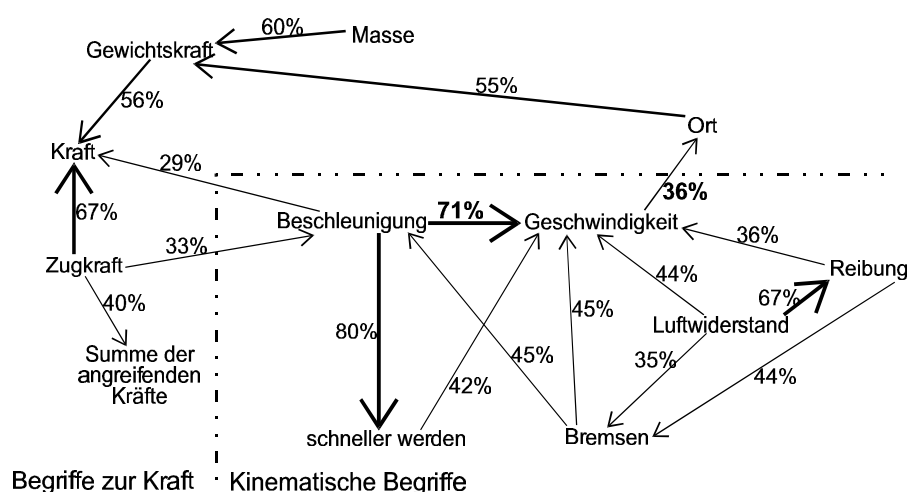 60%
Masse
Gewichtskraft
55%
56%
Ort
Kraft
29%
36%
Beschleunigung
71%
Geschwindigkeit
67%
33%
36%
Zugkraft
44%
Reibung
40%
67%
45%
Luftwiderstand
80%
Summe der
angreifenden
Kräfte
45%
35%
42%
44%
schneller werden
Bremsen
Begriffe zur Kraft
Kinematische Begriffe